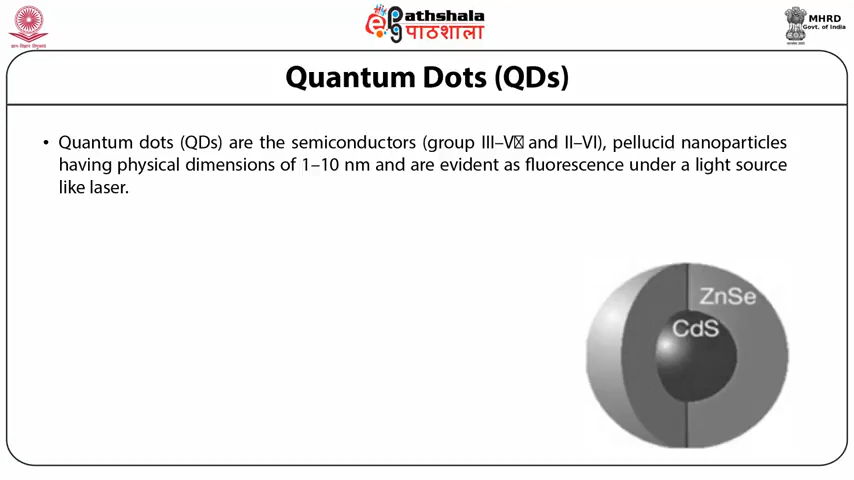 ePathshala
पाठशाला
MHRD
Govt. of India
Quantum Dots (QDs)
• Quantum dots (QDs) are the semiconductors (group III–V and II–VI), pellucid nanoparticles
having physical dimensions of 1–10 nm and are evident as fluorescence under a light source
like laser.
ZnSe
CdS